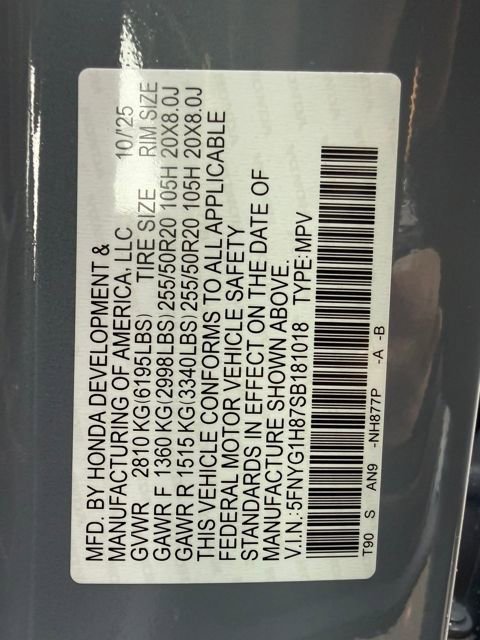 MFD. BY HONDA DEVELOPMENT &
MANUFACTURING OF AMERICA, LLC 10/'25
GVWR 2810 KG(6195LBS) TIRE SIZE RIM SIZE
GAWR F 1360 KG(2998LBS) 255/50R20 105H 20X8.0J
GAWR R 1515 KG(3340LBS) 255/50R20 105H 20X8.0J
THIS VEHICLE CONFORMS TO ALL APPLICABLE
FEDERAL MOTOR VEHICLE SAFETY
STANDARDS IN EFFECT ON THE DATE OF
MANUFACTURE SHOWN ABOVE.
V.I.N.:5FNYG1H87SB181018 TYPE:MPV
T90 S AN9 -NH877P -A -B